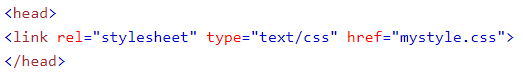 <head>
<link rel="stylesheet" type="text/css" href="mystyle.css">
</head>